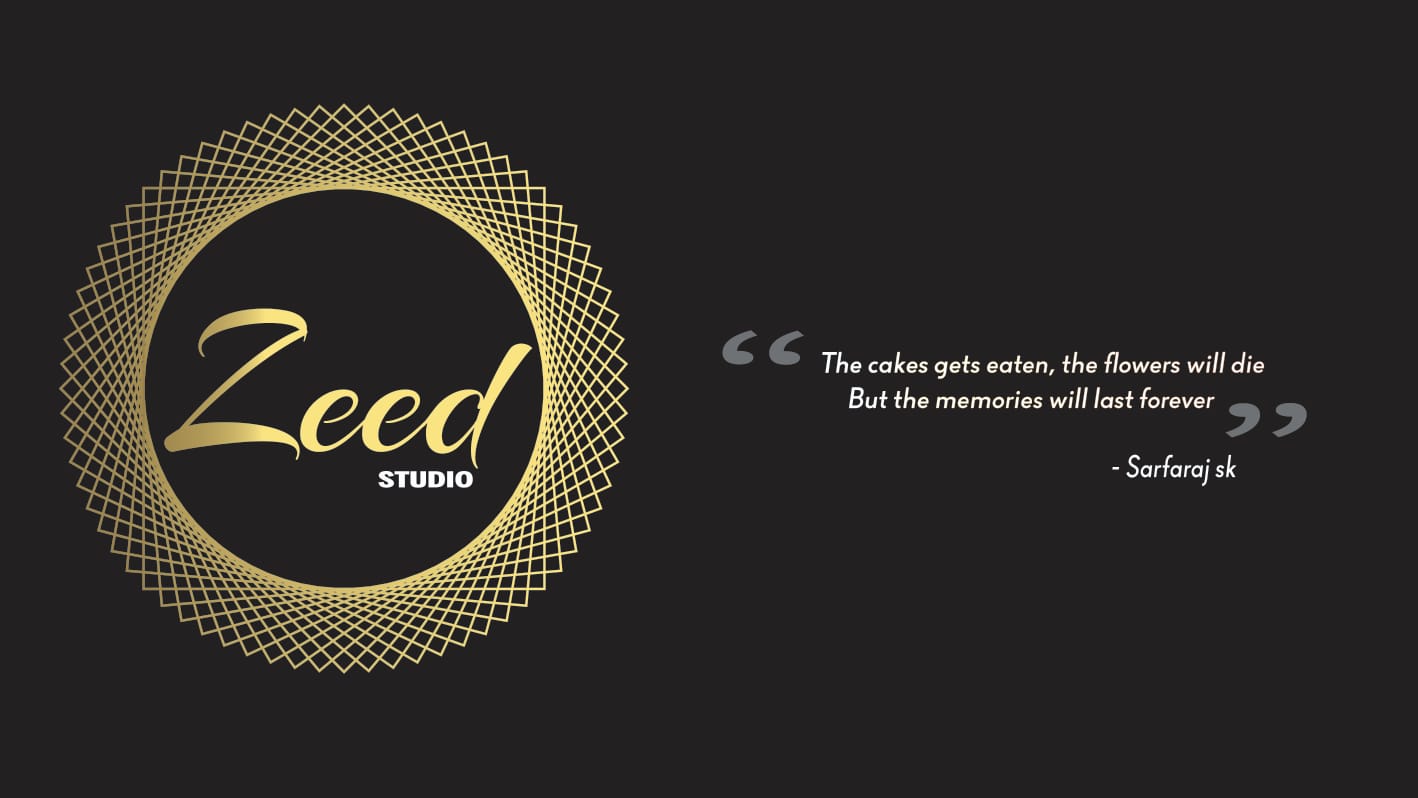 Zeed
STUDIO
“ The cakes gets eaten, the flowers will die
But the memories will last forever ”
- Sarfaraj sk